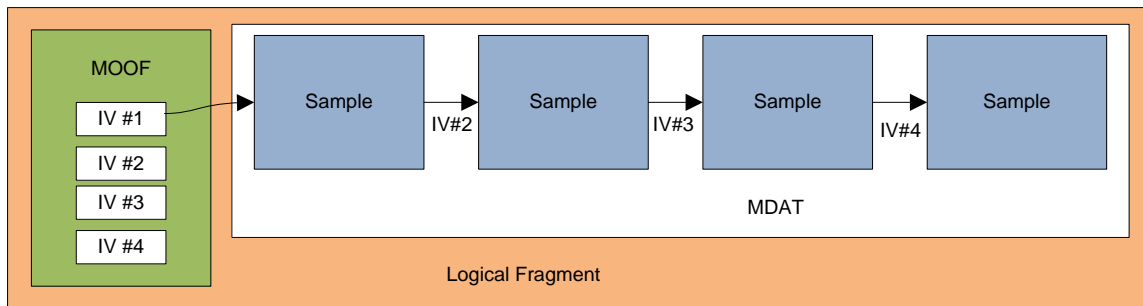 MOOF
IV #1
IV #2
IV #3
IV #4
Sample
IV#2
Sample
IV#3
Sample
IV#4
Sample
MDAT
Logical Fragment